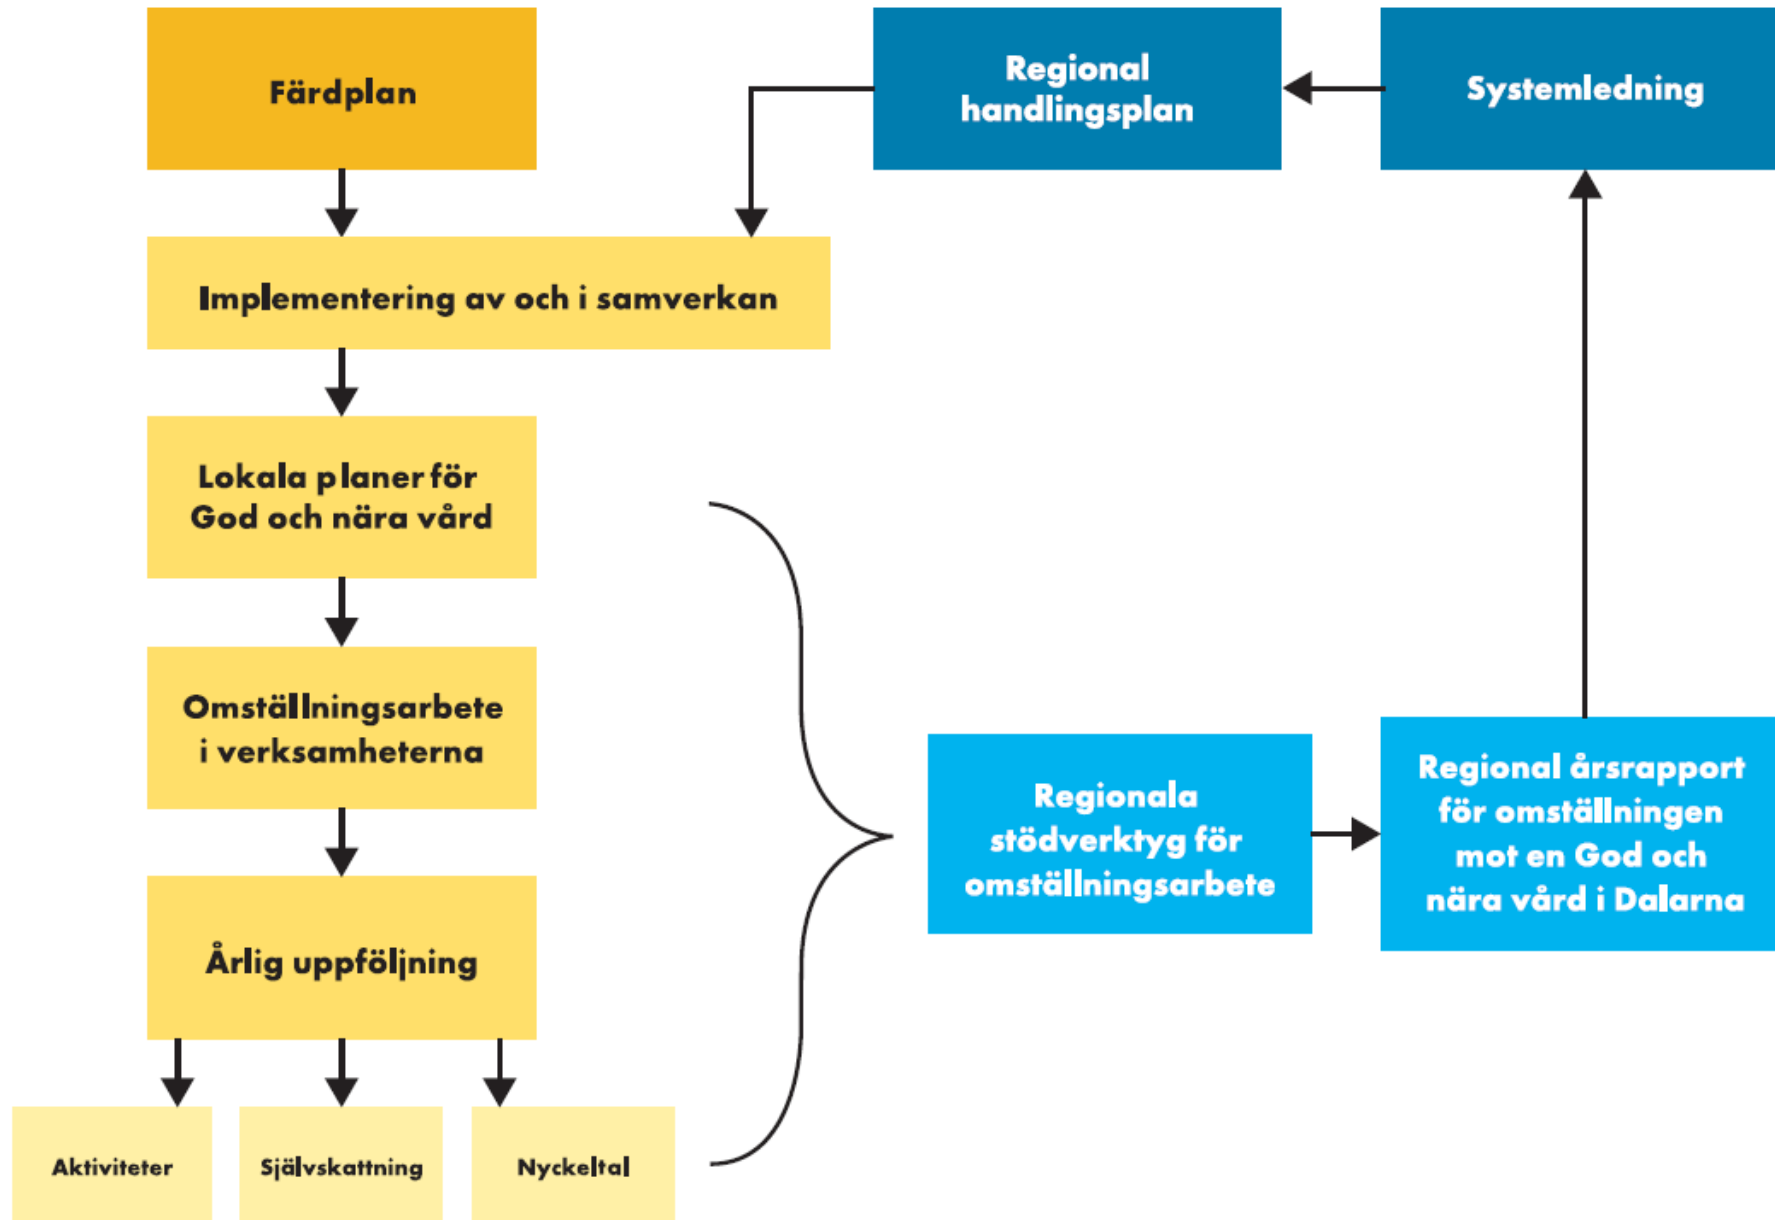 Färdplan
Regional
handlingsplan
Systemledning
Implementering av och i samverkan
Lokala planer för
God och nära vård
Omställningsarbete
i verksamheterna
Årlig uppföljning
Aktiviteter
Självskattning
Nyckeltal
Regionala
stödverktyg för
omställningsarbete
Regional årsrapport
för omställningen
mot en God och
nära vård i Dalarna